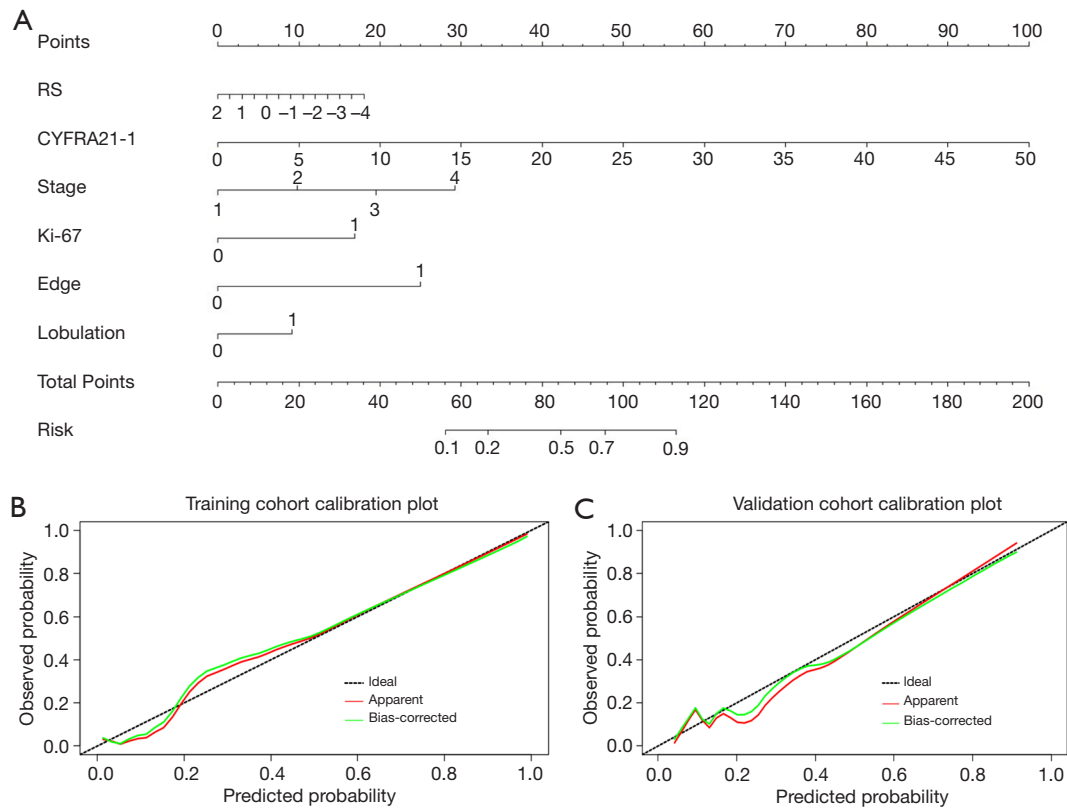 A
Points
0 10 20 30 40 50 60 70 80 90 100
RS
2 1 0 −1 −2 −3 −4
CYFRA21-1
0 5 10 15 20 25 30 35 40 45 50
Stage
2 4
1 3
Ki-67
1
0
Edge
1
0
Lobulation
1
0
Total Points
0 20 40 60 80 100 120 140 160 180 200
Risk
0.1 0.2 0.5 0.7 0.9
B
Training cohort calibration plot
Observed probability
1.0
0.8
0.6
0.4
0.2
0.0
Ideal
Apparent
Bias-corrected
0.0 0.2 0.4 0.6 0.8 1.0
Predicted probability
C
Validation cohort calibration plot
Observed probability
1.0
0.8
0.6
0.4
0.2
0.0
Ideal
Apparent
Bias-corrected
0.0 0.2 0.4 0.6 0.8 1.0
Predicted probability